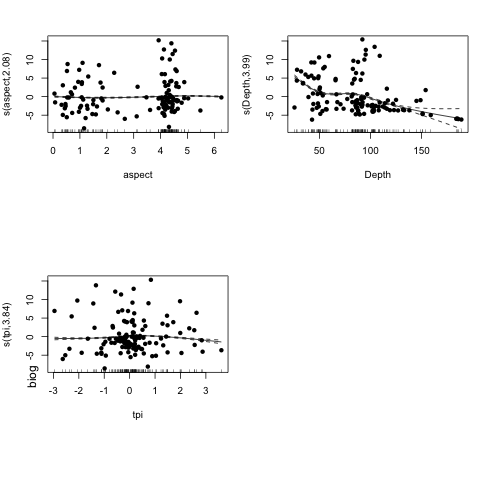 s(aspect,2.08)
-5 0 5 10
0 1 2 3 4 5 6
aspect
s(Depth,3.99)
-5 0 5 10
50 100 150
Depth
s(tpi,3.84)
-5 0 5 10
biog
-3 -2 -1 0 1 2 3
tpi